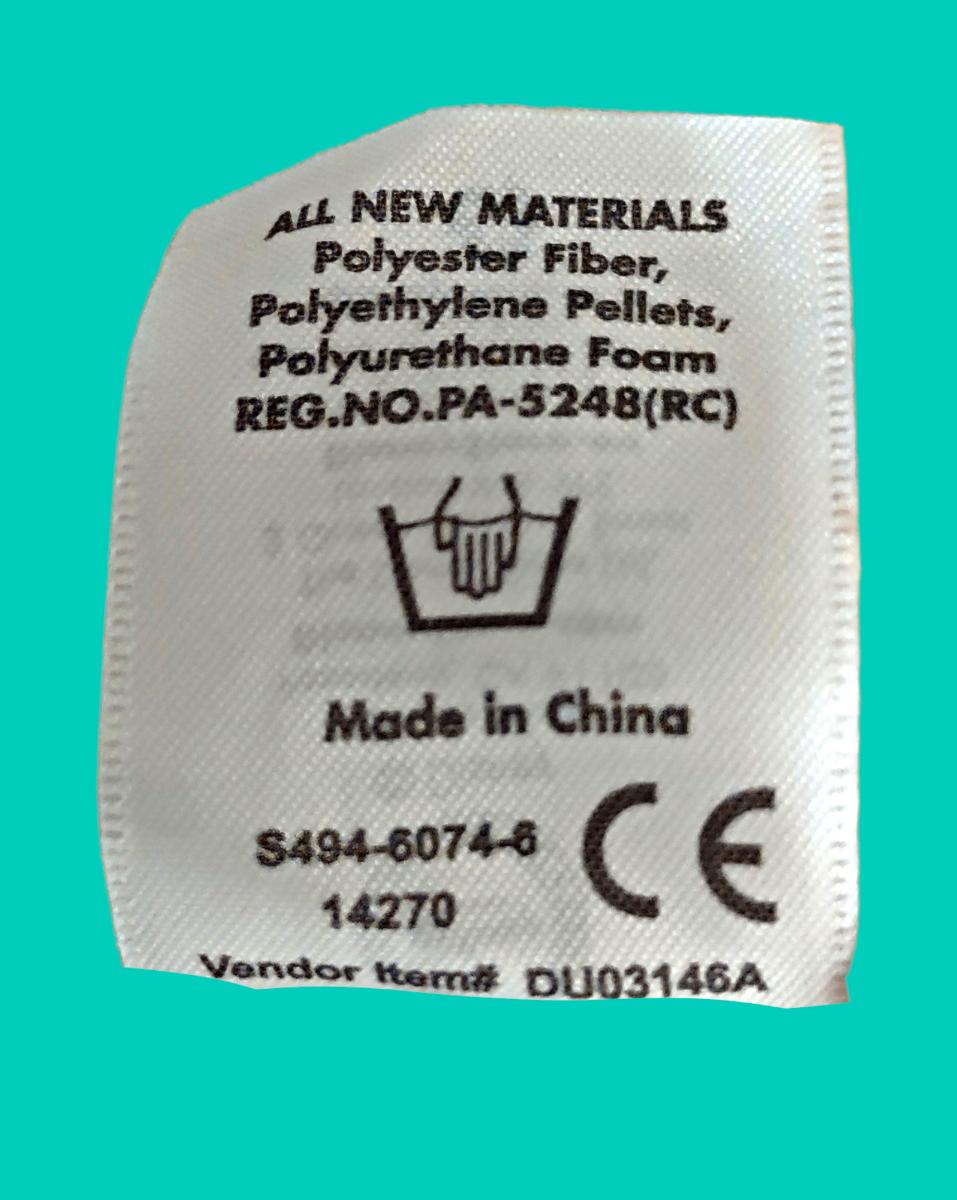 ALL NEW MATERIALS
Polyester Fiber,
Polyethylene Pellets,
Polyurethane Foam
REG.NO.PA-5248(RC)
Made in China
S494-6074-6
14270
CE
Vendor Item# DU03146A